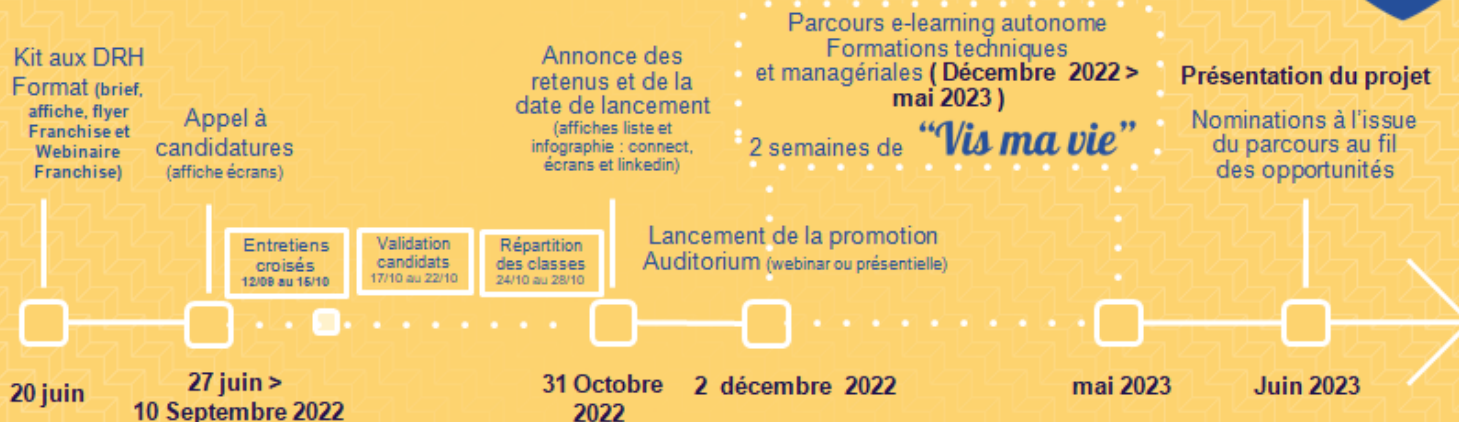 Kit aux DRH
Format (brief,
affiche, flyer
Franchise et
Webinaire
Franchise)
Appel à
candidatures
(affiche écrans)
Entretiens
croisés
12/09 au 15/10
Validation
candidats
17/10 au 22/10
Répartition
des classes
24/10 au 28/10
Annonce des
retenus et de la
date de lancement
(affiches liste et
infographie : connect,
écrans et linkedin)
Lancement de la promotion
Auditorium (webinar ou présentielle)
Parcours e-learning autonome
Formations techniques
et managériales ( Décembre 2022 >
mai 2023 )
2 semaines de “Vis ma vie”
Présentation du projet
Nominations à l'issue
du parcours au fil
des opportunités
20 juin
27 juin >
10 Septembre 2022
31 Octobre
2022
2 décembre 2022
mai 2023
Juin 2023